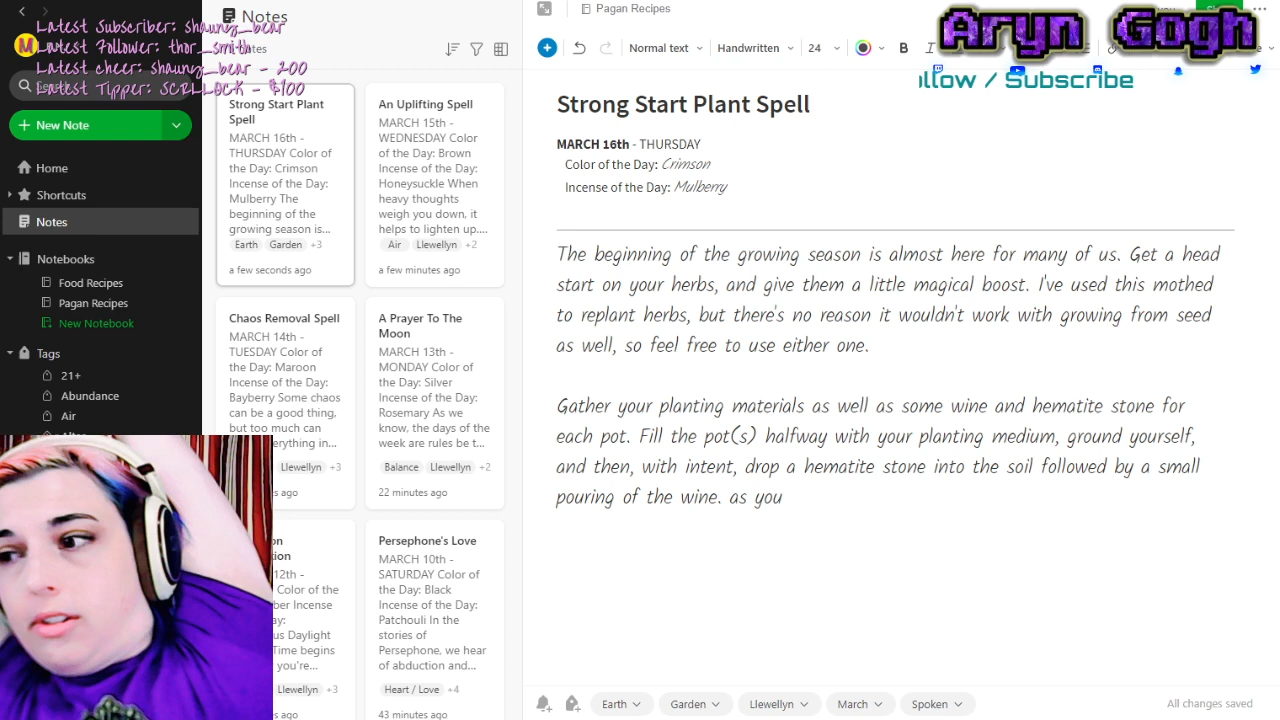 Latest Subscriber: shauny_bear
Latest Follower: thor_smith
Latest cheer: shauny_bear - 200
Latest Tipper: SCRLLOCK - $100
M
New Note
Home
Shortcuts
Notes
Notebooks
Food Recipes
Pagan Recipes
New Notebook
Tags
21+
Abundance
Air
Notes
Strong Start Plant
Spell
MARCH 16th -
THURSDAY Color of
the Day: Crimson
Incense of the Day:
Mulberry The
beginning of the
growing season is...
Earth Garden +3
a few seconds ago
An Uplifting Spell
MARCH 15th -
WEDNESDAY Color
of the Day: Brown
Incense of the Day:
Honeysuckle When
heavy thoughts
weigh you down, it
helps to lighten up....
Air Llewellyn +2
a few minutes ago
Chaos Removal Spell
MARCH 14th -
TUESDAY Color of
the Day: Maroon
Incense of the Day:
Bayberry Some chaos
can be a good thing,
but too much can
Llewellyn +3
ago
A Prayer To The
Moon
MARCH 13th -
MONDAY Color of
the Day: Silver
Incense of the Day:
Rosemary As we
know, the days of
the week are rules be t...
Balance Llewellyn +2
22 minutes ago
12th -
Color of the
Incense
Daylight
Time begins
you're...
Llewellyn +3
ago
Persephone's Love
MARCH 10th -
SATURDAY Color of
the Day: Black
Incense of the Day:
Patchouli In the
stories of
Persephone, we hear
of abduction and...
Heart / Love +4
43 minutes ago
Pagan Recipes
Normal text Handwritten 24 B I
Aryn Gogh
ollow / Subscribe
Strong Start Plant Spell
MARCH 16th - THURSDAY
Color of the Day: Crimson
Incense of the Day: Mulberry
The beginning of the growing season is almost here for many of us. Get a head
start on your herbs, and give them a little magical boost. I've used this mothed
to replant herbs, but there's no reason it wouldn't work with growing from seed
as well, so feel free to use either one.
Gather your planting materials as well as some wine and hematite stone for
each pot. Fill the pot(s) halfway with your planting medium, ground yourself,
and then, with intent, drop a hematite stone into the soil followed by a small
pouring of the wine. as you
Earth Garden Llewellyn March Spoken
All changes saved